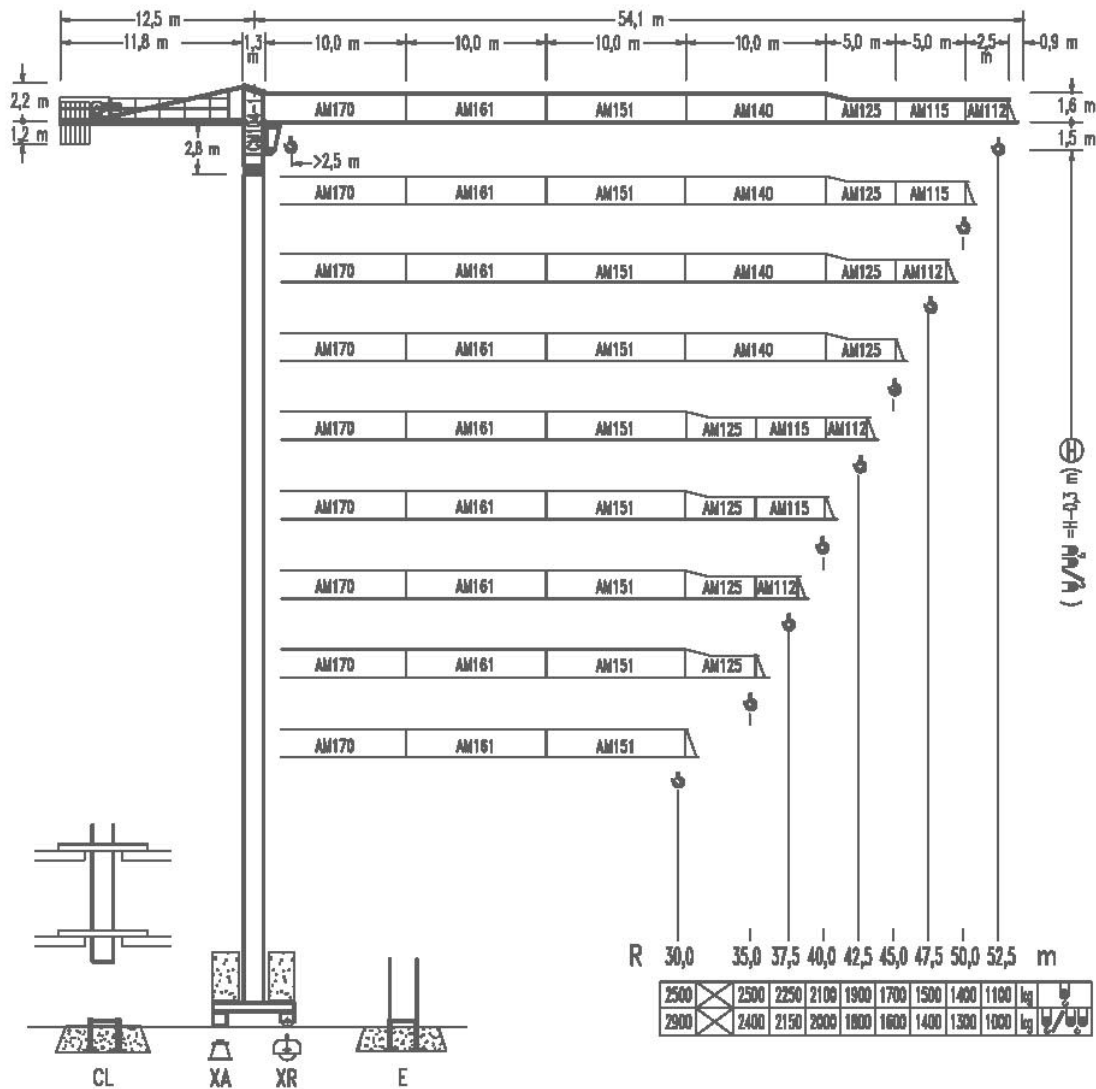 12,5 m 54,1 m
11,8 m 1,3 m 10,0 m 10,0 m 10,0 m 10,0 m 5,0 m 5,0 m 2,5 m 0,9 m
2,2 m AM170 AM161 AM151 AM140 AM125 AM115 AM112 1,6 m
1,2 m 2,8 m >2,5 m 1,5 m
AM170 AM161 AM151 AM140 AM125 AM115
AM170 AM161 AM151 AM140 AM125 AM112
AM170 AM161 AM151 AM140 AM125
AM170 AM161 AM151 AM125 AM115 AM112
H
( / =H-0,3 m)
AM170 AM161 AM151 AM125 AM115
AM170 AM161 AM151 AM125 AM112
AM170 AM161 AM151 AM125
AM170 AM161 AM151
R 30,0 35,0 37,5 40,0 42,5 45,0 47,5 50,0 52,5 m
2500 2500 2250 2100 1900 1700 1500 1400 1100 kg
2900 2400 2150 2000 1800 1600 1400 1300 1000 kg /
CL XA XR E